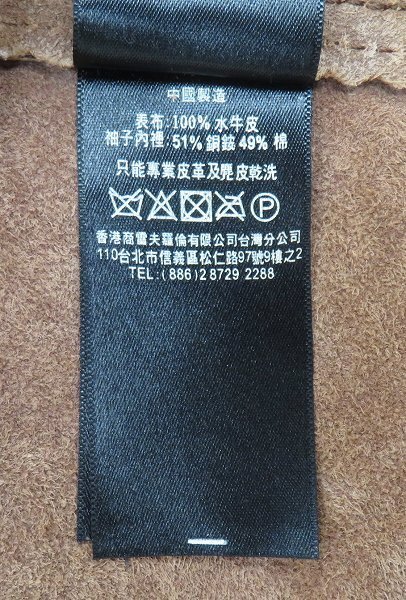 中國製造
表布: 100% 水牛皮
袖子內裡: 51% 銅銨 49% 棉
只能專業皮革及麂皮乾洗
P
香港商雷夫羅倫有限公司台灣分公司
110台北市信義區松仁路97號9樓之2
TEL: (886)2 8729 2288